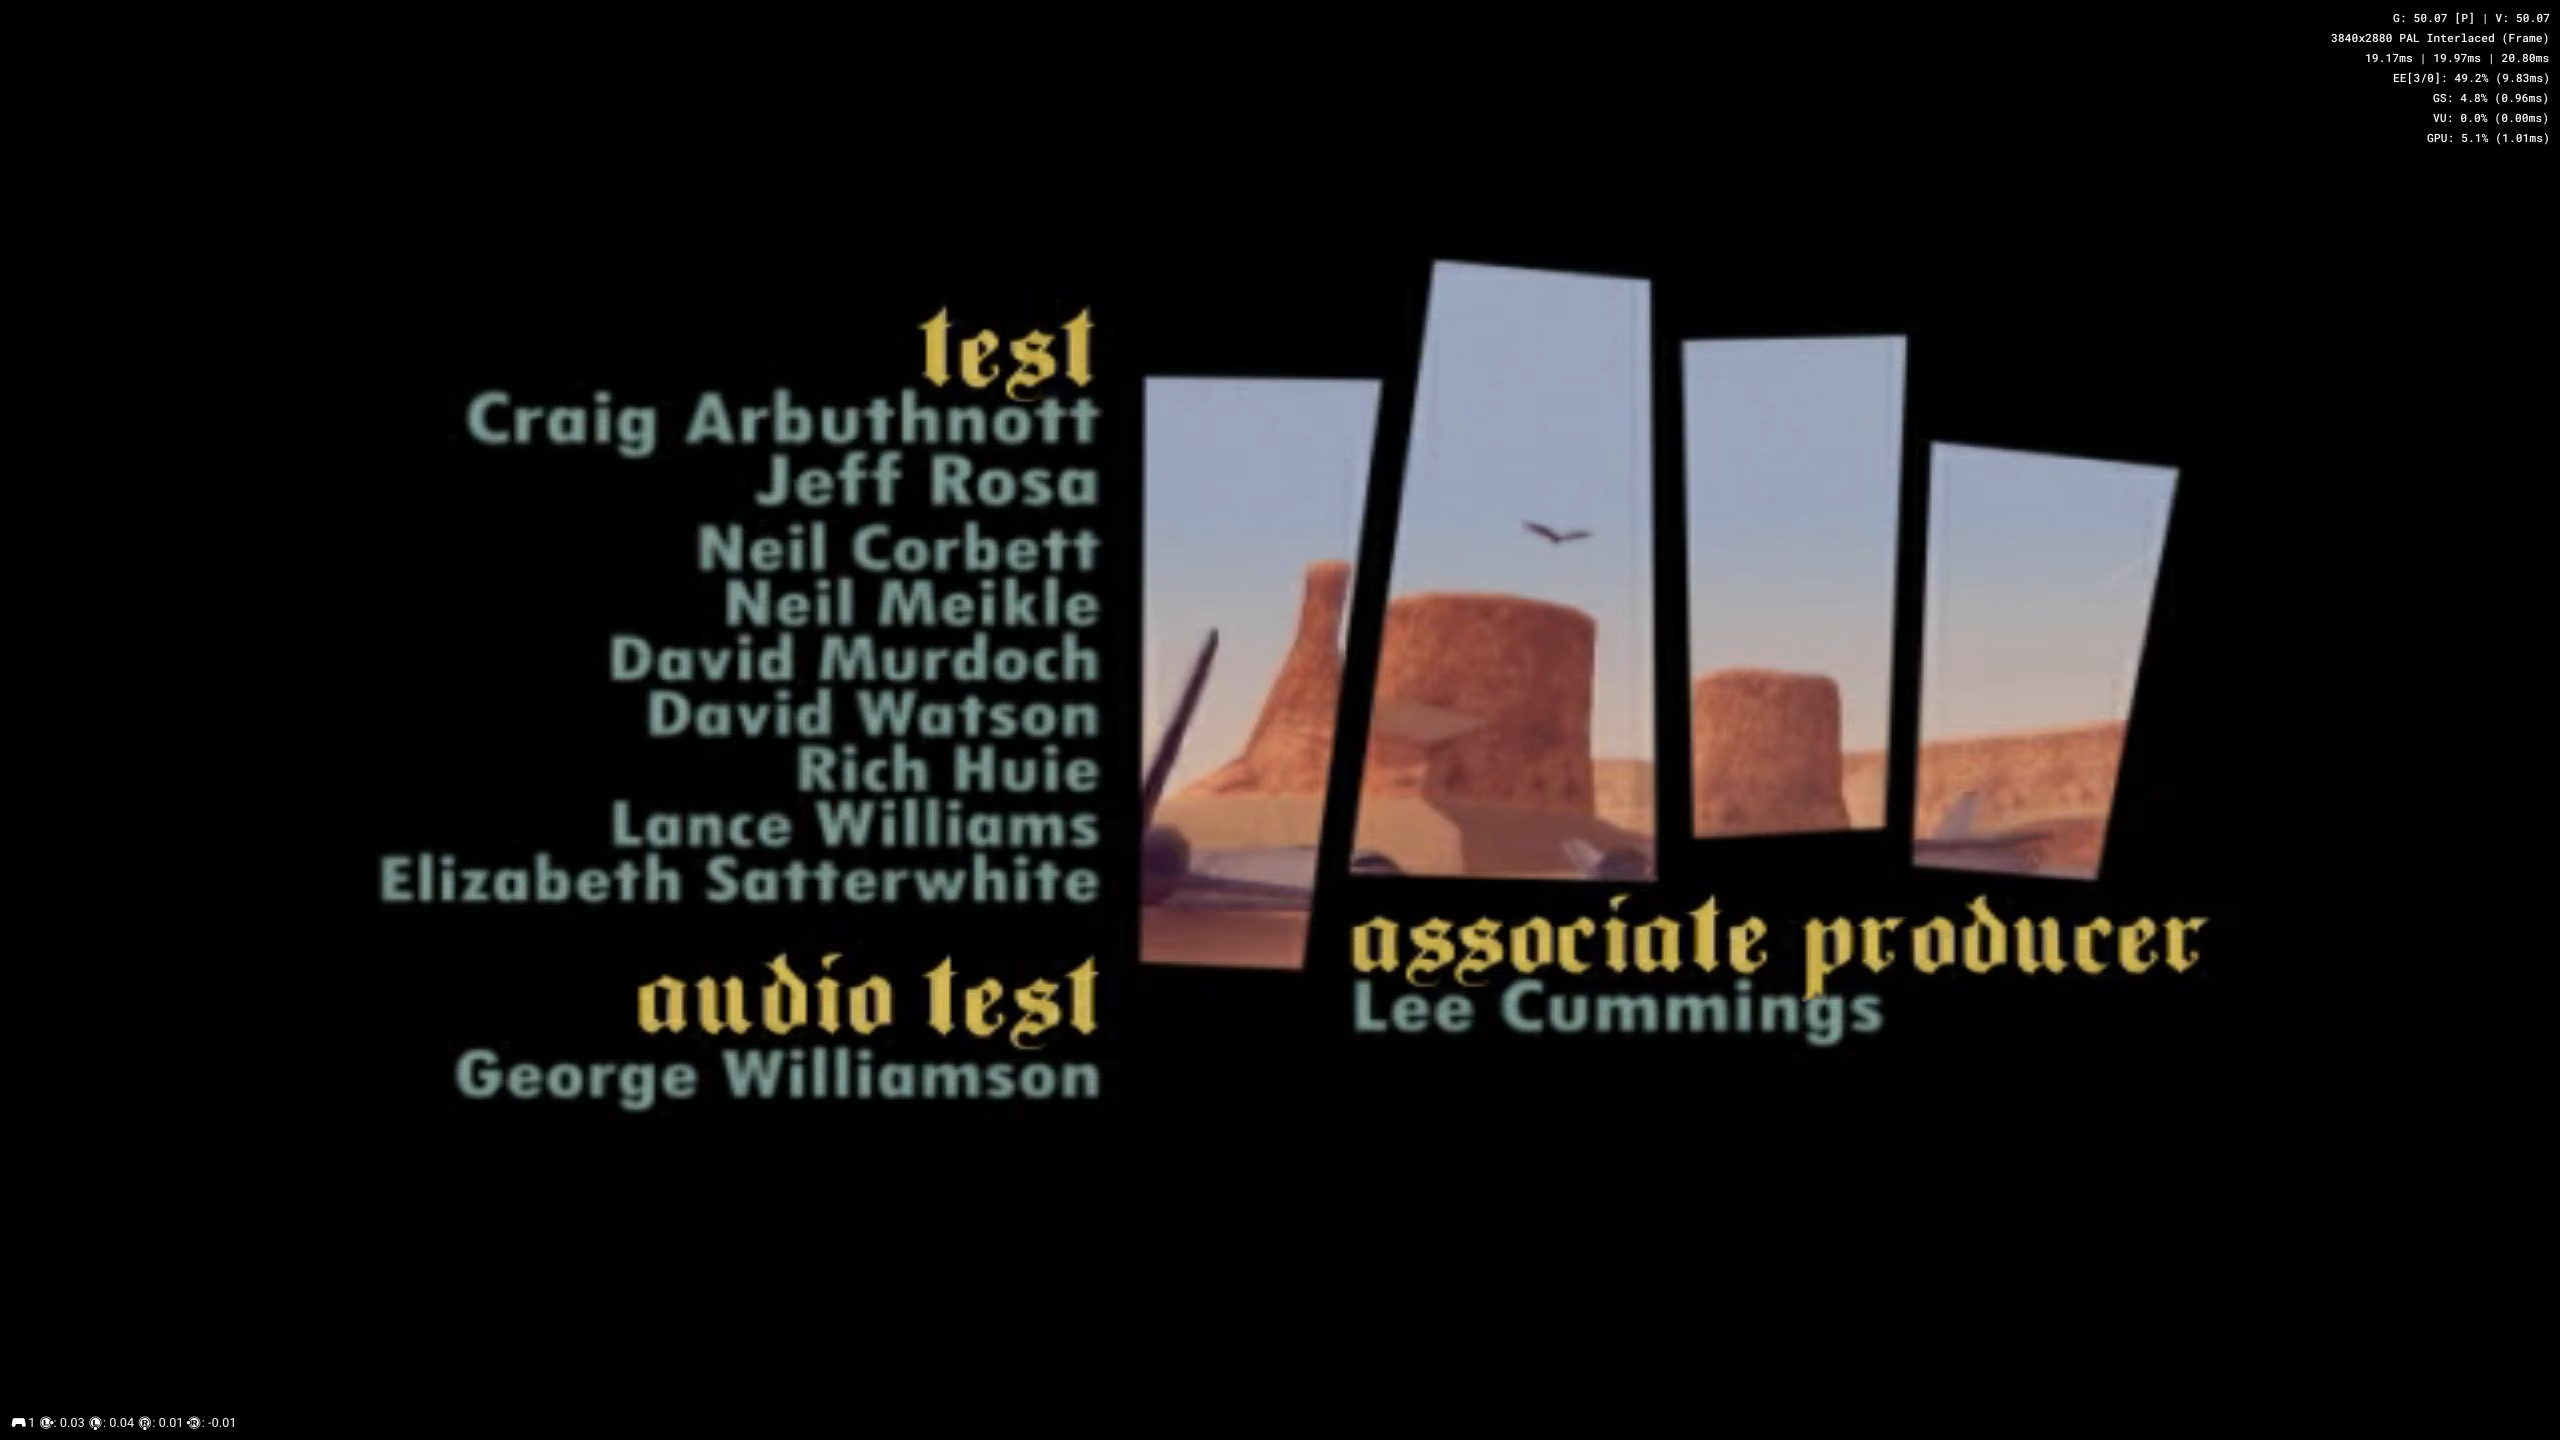 G: 50.07 [P] | V: 50.07
3840x2880 PAL Interlaced (Frame)
19.17ms | 19.97ms | 20.80ms
EE[3/0]: 49.2% (9.83ms)
GS: 4.8% (0.96ms)
VU: 0.0% (0.00ms)
GPU: 5.1% (1.01ms)
test
Craig Arbuthnott
Jeff Rosa
Neil Corbett
Neil Meikle
David Murdoch
David Watson
Rich Huie
Lance Williams
Elizabeth Satterwhite
audio test
George Williamson
associate producer
Lee Cummings
1 L: 0.03 L: 0.04 R: 0.01 R: -0.01